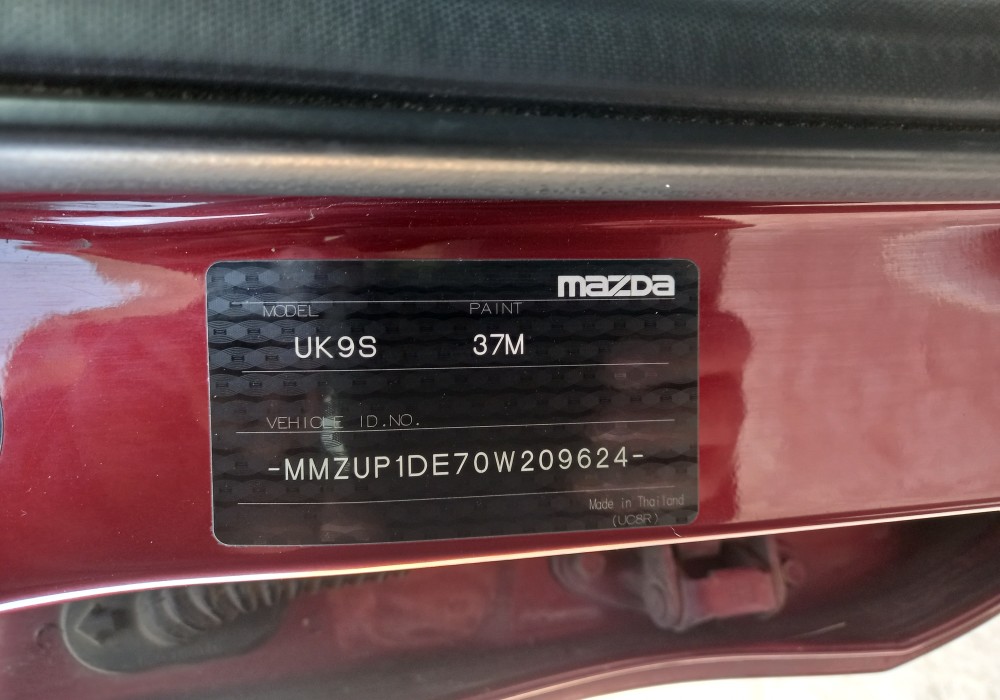 mazda
MODEL PAINT
UK9S 37M
VEHICLE ID.NO.
-MMZUP1DE70W209624-
Made in Thailand
(UC8R)